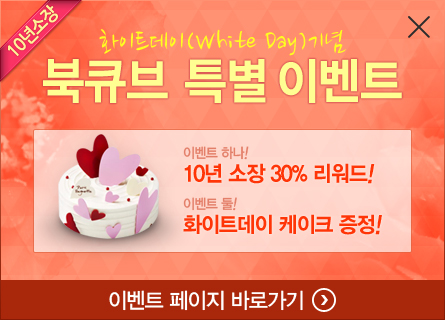 10년소장
화이트데이(White Day)기념
북큐브 특별 이벤트
이벤트 하나!
10년 소장 30% 리워드!
이벤트 둘!
화이트데이 케이크 증정!
이벤트 페이지 바로가기